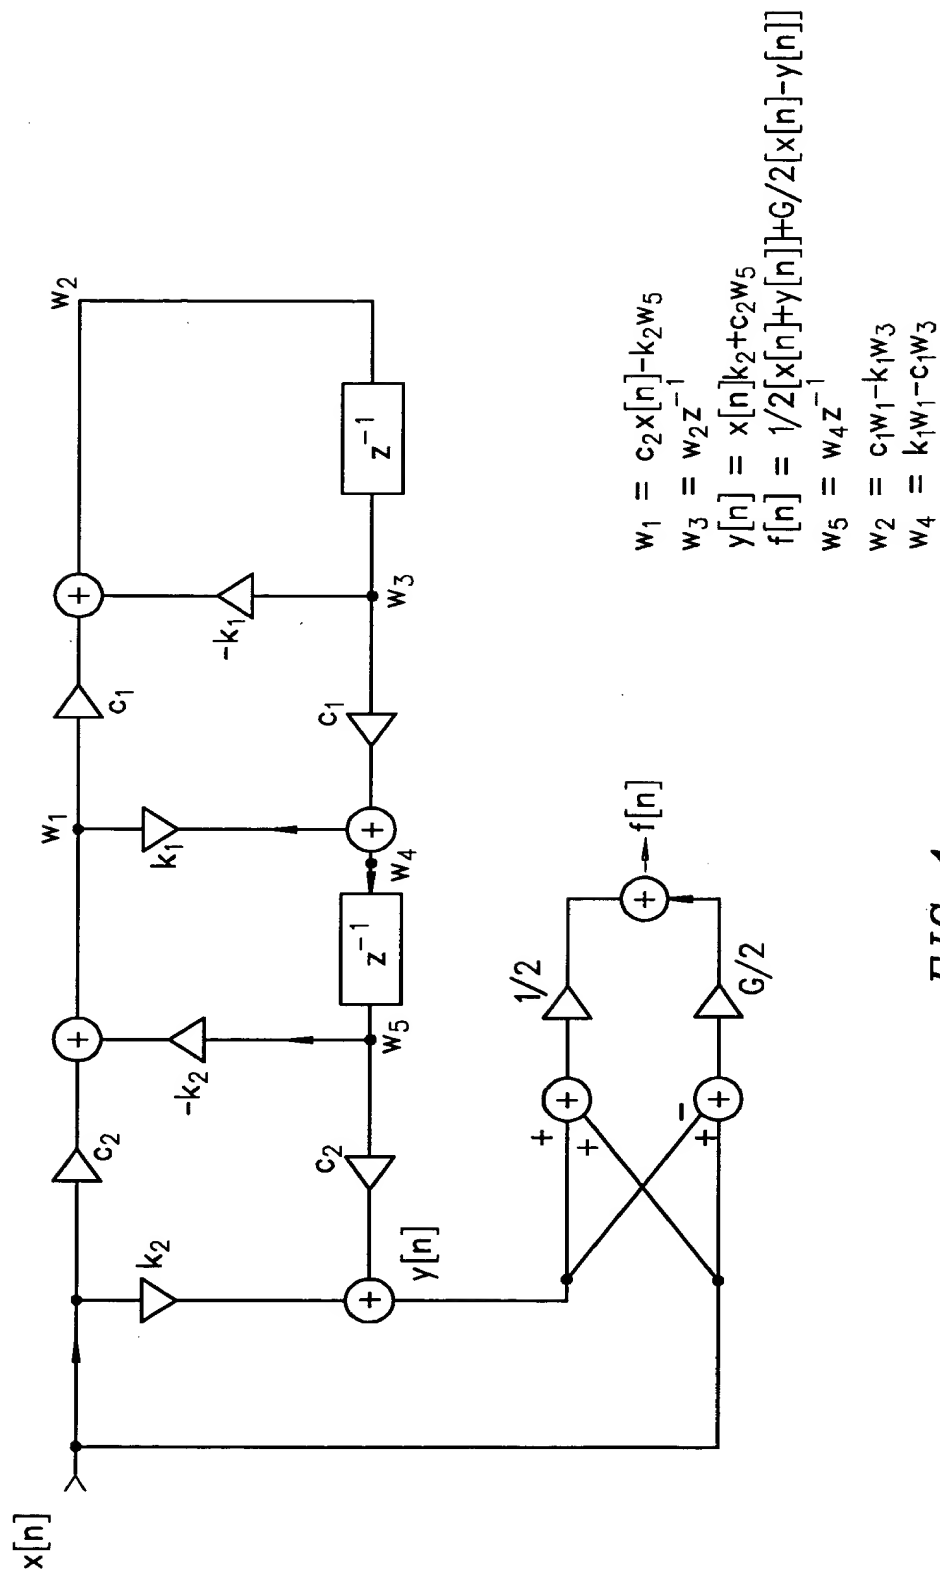 x[n]
k₂
c₂
y[n]
+
c₂
-k₂
+
w₅
z⁻¹
w₄
w₁
k₁
+
c₁
c₁
-k₁
+
w₃
z⁻¹
w₂
+
+
+
-
+
+
1/2
G/2
+
f[n]
w₁ = c₂x[n]-k₂w₅
w₃ = w₂z⁻¹
y[n] = x[n]k₂+c₂w₅
f[n] = 1/2[x[n]+y[n]]+G/2[x[n]-y[n]]
w₅ = w₄z⁻¹
w₂ = c₁w₁-k₁w₃
w₄ = k₁w₁-c₁w₃